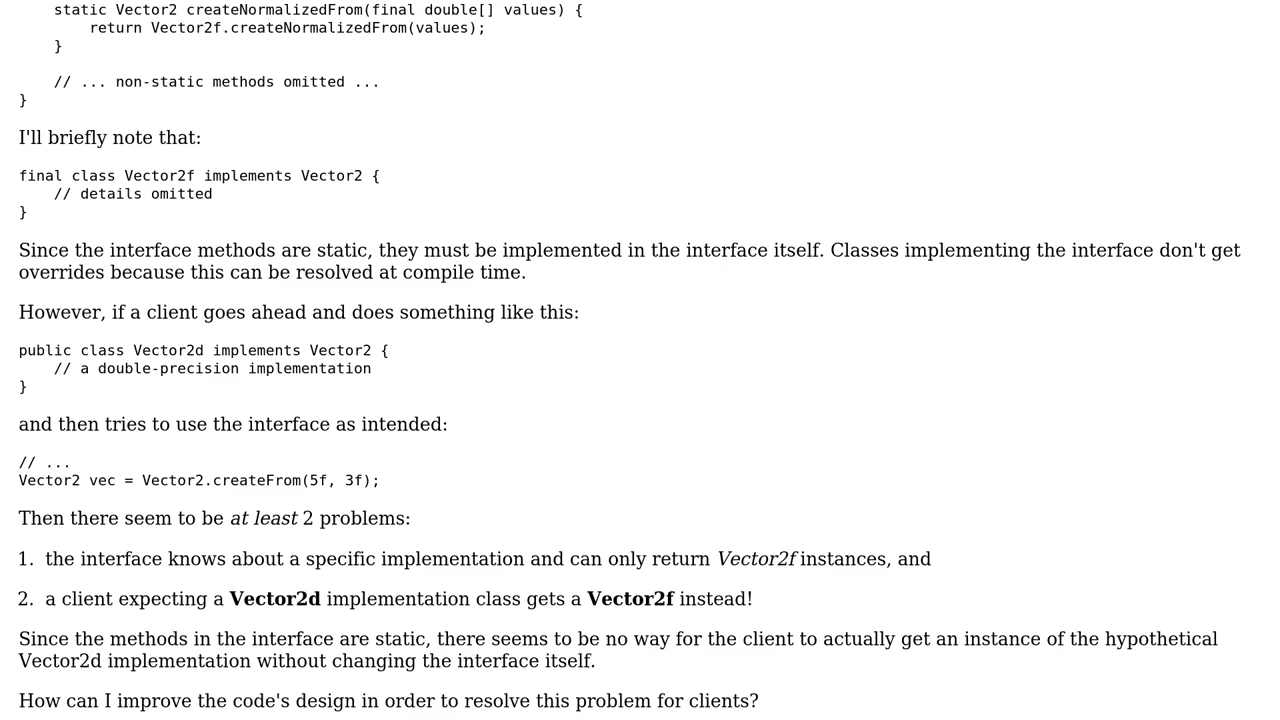 static Vector2 createNormalizedFrom(final double[] values) {
return Vector2f.createNormalizedFrom(values);
}
// ... non-static methods omitted ...
}
I'll briefly note that:
final class Vector2f implements Vector2 {
// details omitted
}
Since the interface methods are static, they must be implemented in the interface itself. Classes implementing the interface don't get
overrides because this can be resolved at compile time.
However, if a client goes ahead and does something like this:
public class Vector2d implements Vector2 {
// a double-precision implementation
}
and then tries to use the interface as intended:
// ...
Vector2 vec = Vector2.createFrom(5f, 3f);
Then there seem to be at least 2 problems:
1. the interface knows about a specific implementation and can only return Vector2f instances, and
2. a client expecting a Vector2d implementation class gets a Vector2f instead!
Since the methods in the interface are static, there seems to be no way for the client to actually get an instance of the hypothetical
Vector2d implementation without changing the interface itself.
How can I improve the code's design in order to resolve this problem for clients?